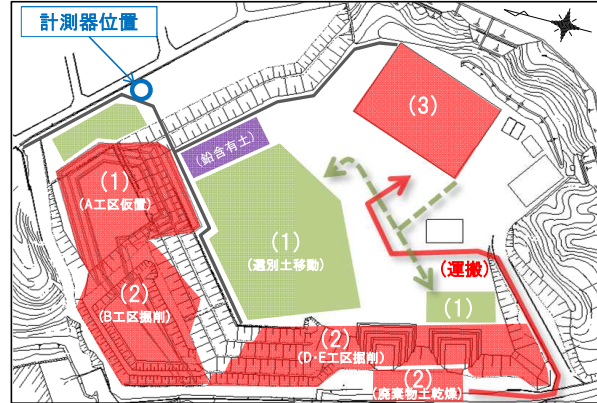 計測器位置
(3)
(鉛含有土)
(1)
(A工区仮置)
(1)
(選別土移動)
(運搬)
(2)
(B工区掘削)
(1)
(2)
(D・E工区掘削)
(2)
(廃棄物土乾燥)